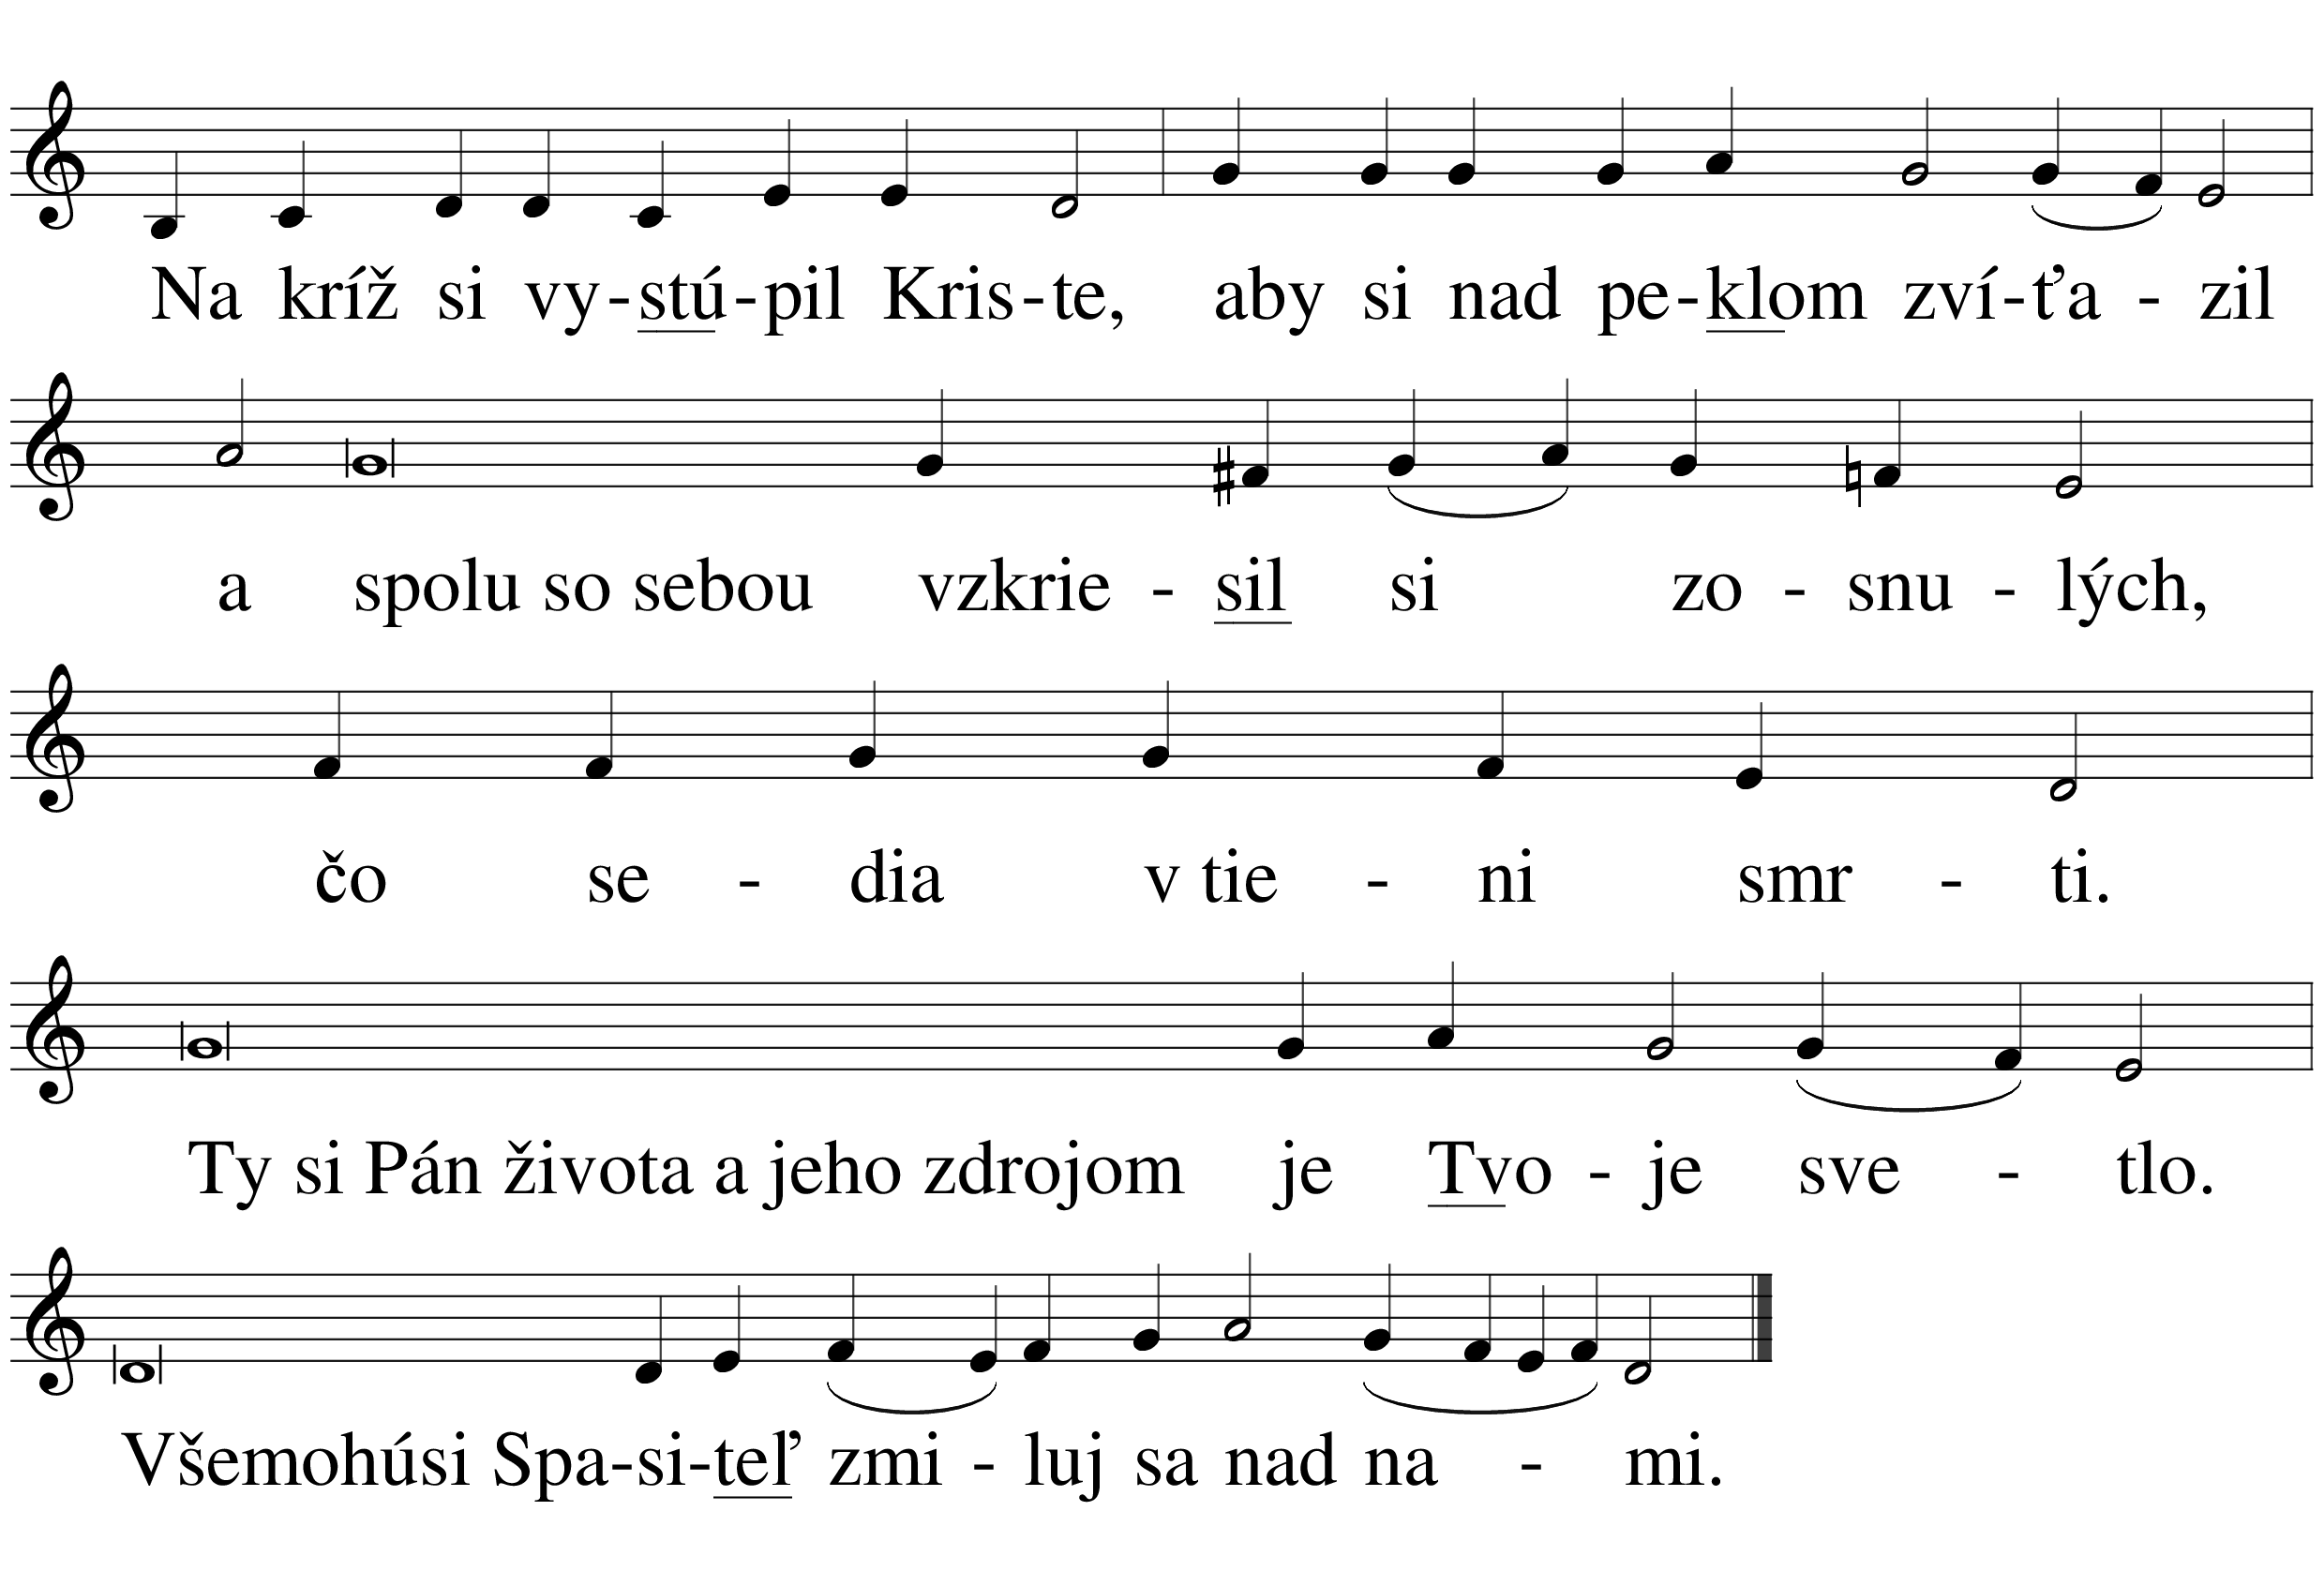 Na kríž si vy-stú-pil Kris-te, aby si nad pe-klom zví-ťa - zil
a spolu so sebou vzkrie - sil si zo - snu - lých,
čo se - dia v tie - ni smr - ti.
Ty si Pán života a jeho zdrojom je Tvo - je sve - tlo.
Všemohúsi Spa-si-teľ zmi - luj sa nad na - mi.